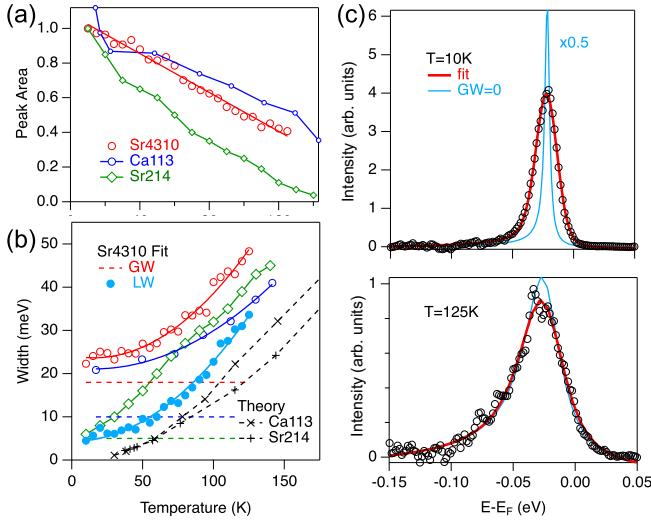 (a)
Peak Area
1.0
0.8
0.6
0.4
0.2
0.0
Sr4310
Ca113
Sr214
(b)
Width (meV)
50
40
30
20
10
0
Sr4310 Fit
GW
LW
Theory
Ca113
Sr214
0
50
100
150
Temperature (K)
(c)
Intensity (arb. units)
6
5
4
3
2
1
0
x0.5
T=10K
fit
GW=0
Intensity (arb. units)
1
0
T=125K
-0.15
-0.10
-0.05
0.00
0.05
E-EF (eV)